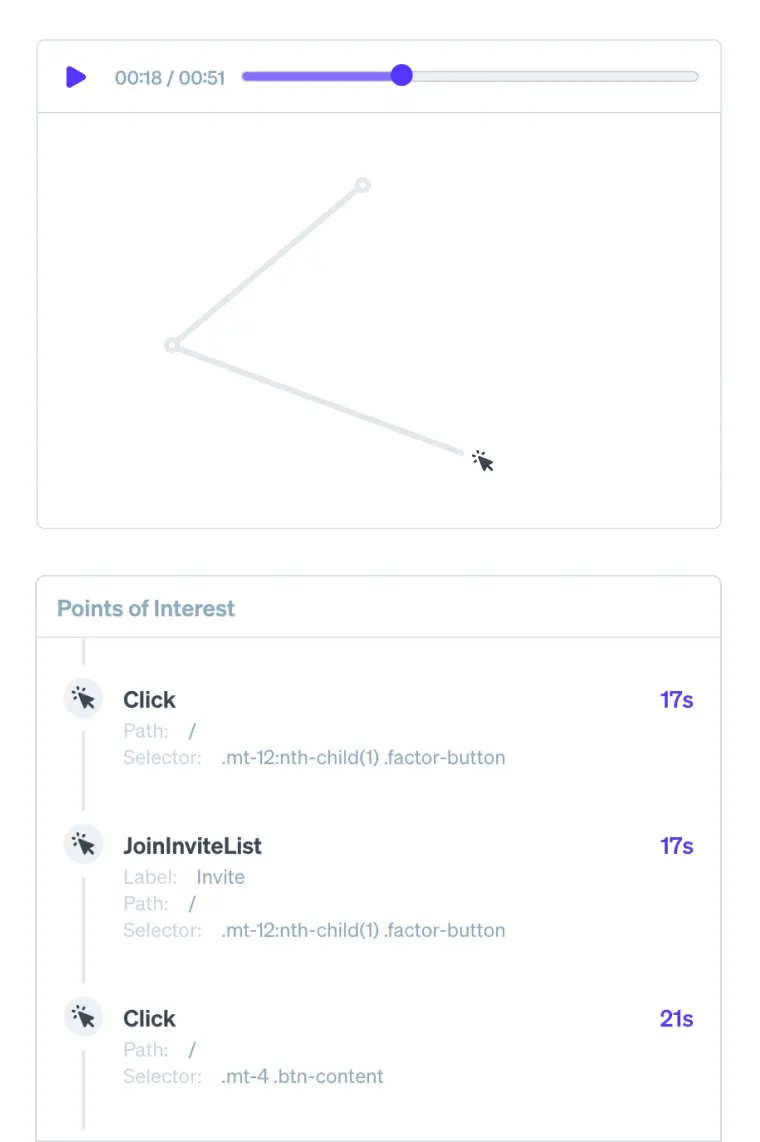 00:18 / 00:51
Points of Interest
Click 17s
Path: /
Selector: .mt-12:nth-child(1) .factor-button
JoinInviteList 17s
Label: Invite
Path: /
Selector: .mt-12:nth-child(1) .factor-button
Click 21s
Path: /
Selector: .mt-4 .btn-content